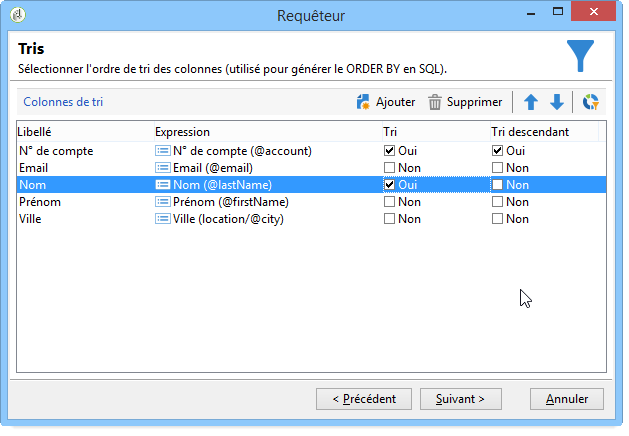 Requêteur
Tris
Sélectionner l'ordre de tri des colonnes (utilisé pour générer le ORDER BY en SQL).
Colonnes de tri Ajouter Supprimer
Libellé Expression Tri Tri descendant
N° de compte N° de compte (@account) Oui Oui
Email Email (@email) Non Non
Nom Nom (@lastName) Oui Non
Prénom Prénom (@firstName) Non Non
Ville Ville (location/@city) Non Non
< Précédent Suivant > Annuler